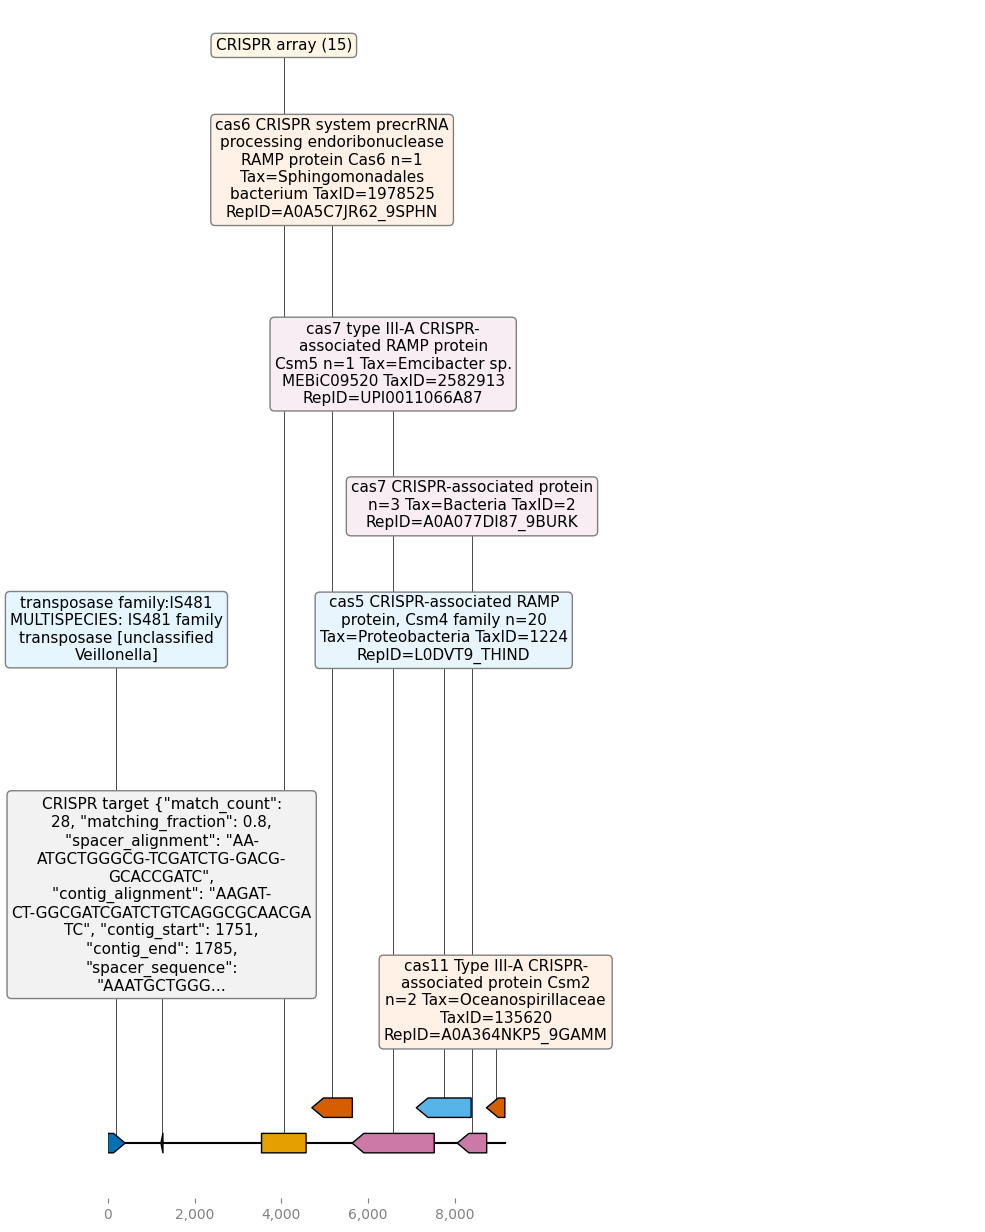 CRISPR array (15)
cas6 CRISPR system precrRNA
processing endoribonuclease
RAMP protein Cas6 n=1
Tax=Sphingomonadales
bacterium TaxID=1978525
RepID=A0A5C7JR62_9SPHN
cas7 type III-A CRISPR-
associated RAMP protein
Csm5 n=1 Tax=Emcibacter sp.
MEBiC09520 TaxID=2582913
RepID=UPI0011066A87
cas7 CRISPR-associated protein
n=3 Tax=Bacteria TaxID=2
RepID=A0A077DI87_9BURK
transposase family:IS481
MULTISPECIES: IS481 family
transposase [unclassified
Veillonella]
cas5 CRISPR-associated RAMP
protein, Csm4 family n=20
Tax=Proteobacteria TaxID=1224
RepID=L0DVT9_THIND
CRISPR target {"match_count":
28, "matching_fraction": 0.8,
"spacer_alignment": "AA-
ATGCTGGGCG-TCGATCTG-GACG-
GCACCGATC",
"contig_alignment": "AAGAT-
CT-GGCGATCGATCTGTCAGGCGCAACGA
TC", "contig_start": 1751,
"contig_end": 1785,
"spacer_sequence":
"AAATGCTGGG...
cas11 Type III-A CRISPR-
associated protein Csm2
n=2 Tax=Oceanospirillaceae
TaxID=135620
RepID=A0A364NKP5_9GAMM
0 2,000 4,000 6,000 8,000